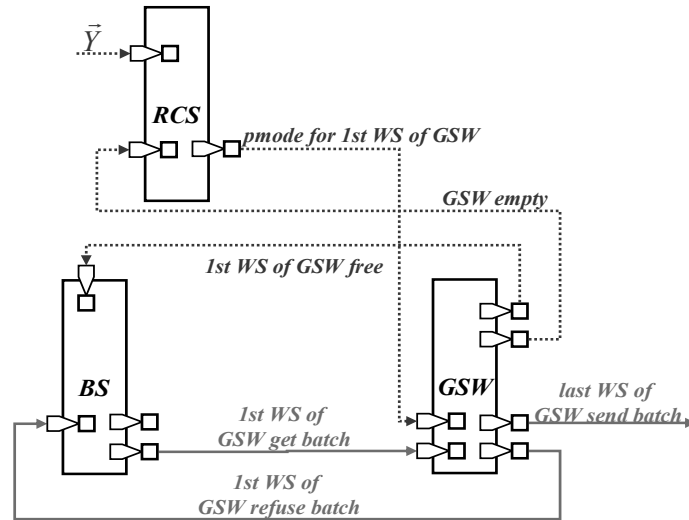 Y⃗
RCS
pmode for 1st WS of GSW
GSW empty
1st WS of GSW free
BS
GSW
1st WS of
GSW get batch
last WS of
GSW send batch
1st WS of
GSW refuse batch